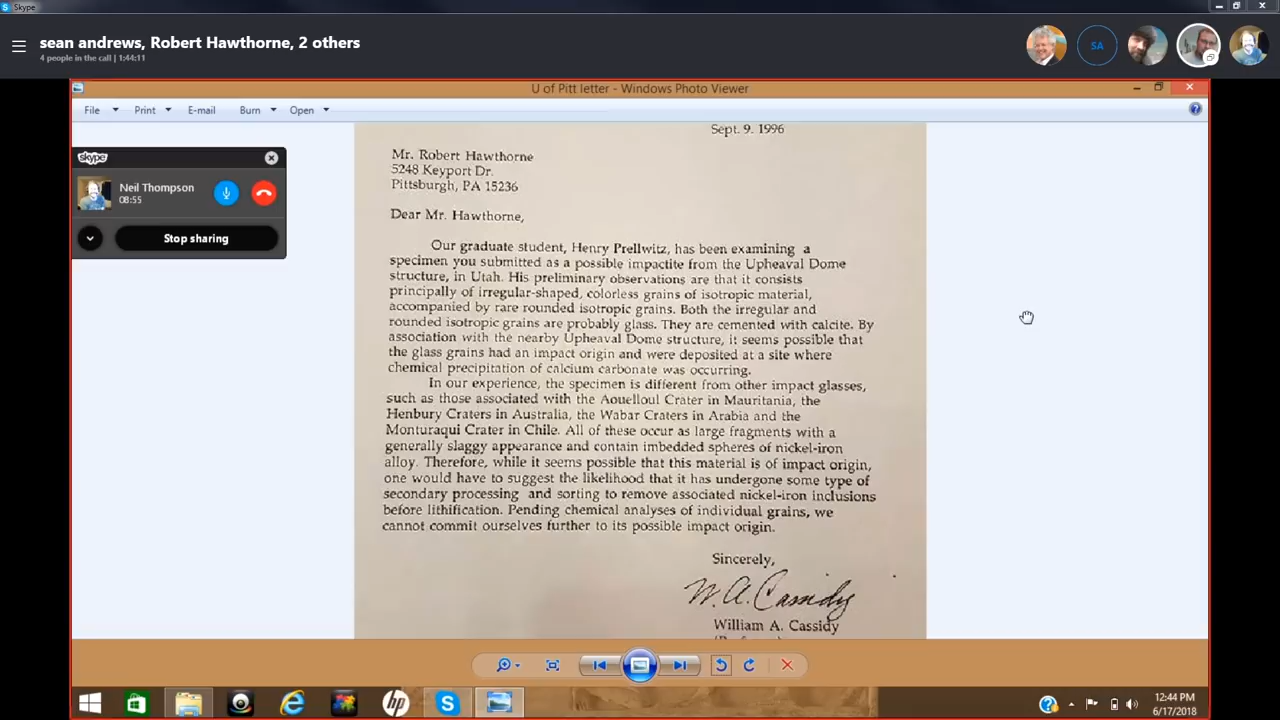 Skype
sean andrews, Robert Hawthorne, 2 others
4 people in the call | 1:44:11
SA
U of Pitt letter - Windows Photo Viewer
File Print E-mail Burn Open
skype
Neil Thompson
08:55
Stop sharing
Sept. 9. 1996
Mr. Robert Hawthorne
5248 Keyport Dr.
Pittsburgh, PA 15236
Dear Mr. Hawthorne,
Our graduate student, Henry Prellwitz, has been examining a
specimen you submitted as a possible impactite from the Upheaval Dome
structure, in Utah. His preliminary observations are that it consists
principally of irregular-shaped, colorless grains of isotropic material,
accompanied by rare rounded isotropic grains. Both the irregular and
rounded isotropic grains are probably glass. They are cemented with calcite. By
association with the nearby Upheaval Dome structure, it seems possible that
the glass grains had an impact origin and were deposited at a site where
chemical precipitation of calcium carbonate was occurring.
In our experience, the specimen is different from other impact glasses,
such as those associated with the Aouelloul Crater in Mauritania, the
Henbury Craters in Australia, the Wabar Craters in Arabia and the
Monturaqui Crater in Chile. All of these occur as large fragments with a
generally slaggy appearance and contain imbedded spheres of nickel-iron
alloy. Therefore, while it seems possible that this material is of impact origin,
one would have to suggest the likelihood that it has undergone some type of
secondary processing and sorting to remove associated nickel-iron inclusions
before lithification. Pending chemical analyses of individual grains, we
cannot commit ourselves further to its possible impact origin.
Sincerely,
W. A. Cassidy
William A. Cassidy
hp
12:44 PM
6/17/2018